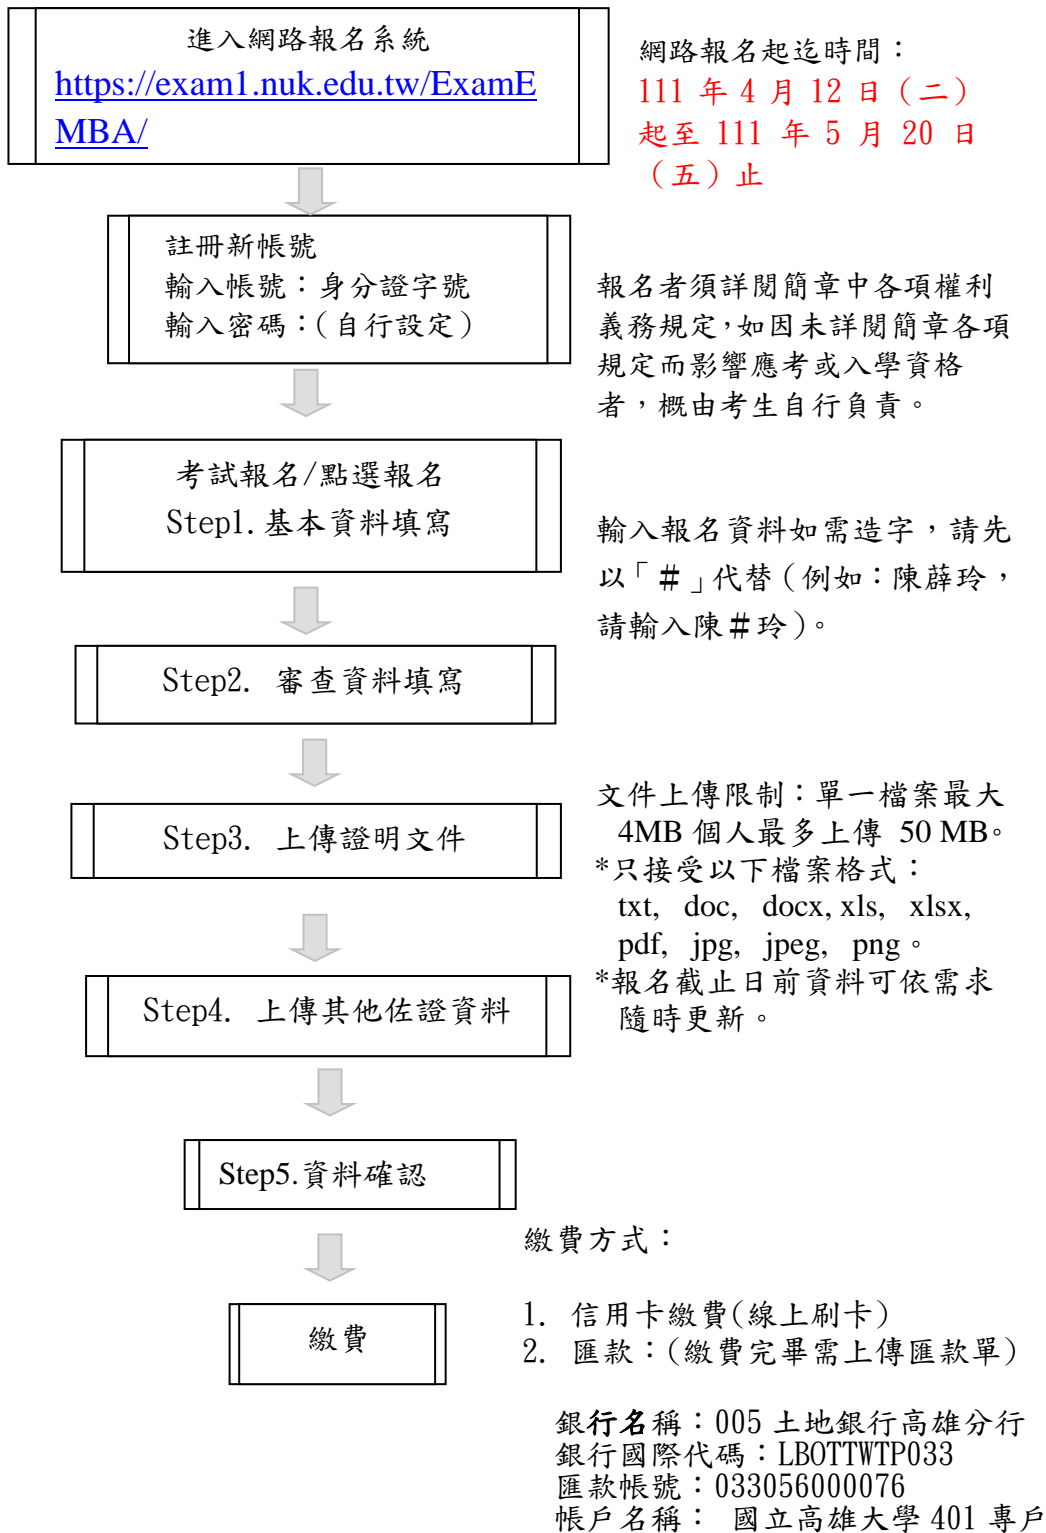 進入網路報名系統
https://exam1.nuk.edu.tw/ExamE
MBA/
網路報名起迄時間：
111 年 4 月 12 日（二）
起至 111 年 5 月 20 日
（五）止
註冊新帳號
輸入帳號：身分證字號
輸入密碼：(自行設定)
報名者須詳閱簡章中各項權利
義務規定,如因未詳閱簡章各項
規定而影響應考或入學資格
者，概由考生自行負責。
考試報名/點選報名
Step1.基本資料填寫
輸入報名資料如需造字，請先
以「＃」代替（例如：陳薜玲，
請輸入陳＃玲）。
Step2. 審查資料填寫
Step3. 上傳證明文件
文件上傳限制：單一檔案最大
4MB 個人最多上傳 50 MB。
*只接受以下檔案格式：
txt, doc, docx, xls, xlsx,
pdf, jpg, jpeg, png。
*報名截止日前資料可依需求
隨時更新。
Step4. 上傳其他佐證資料
Step5.資料確認
繳費
繳費方式：
1. 信用卡繳費(線上刷卡)
2. 匯款：(繳費完畢需上傳匯款單)
銀行名稱：005 土地銀行高雄分行
銀行國際代碼：LBOTTWTP033
匯款帳號：033056000076
帳戶名稱： 國立高雄大學 401 專戶